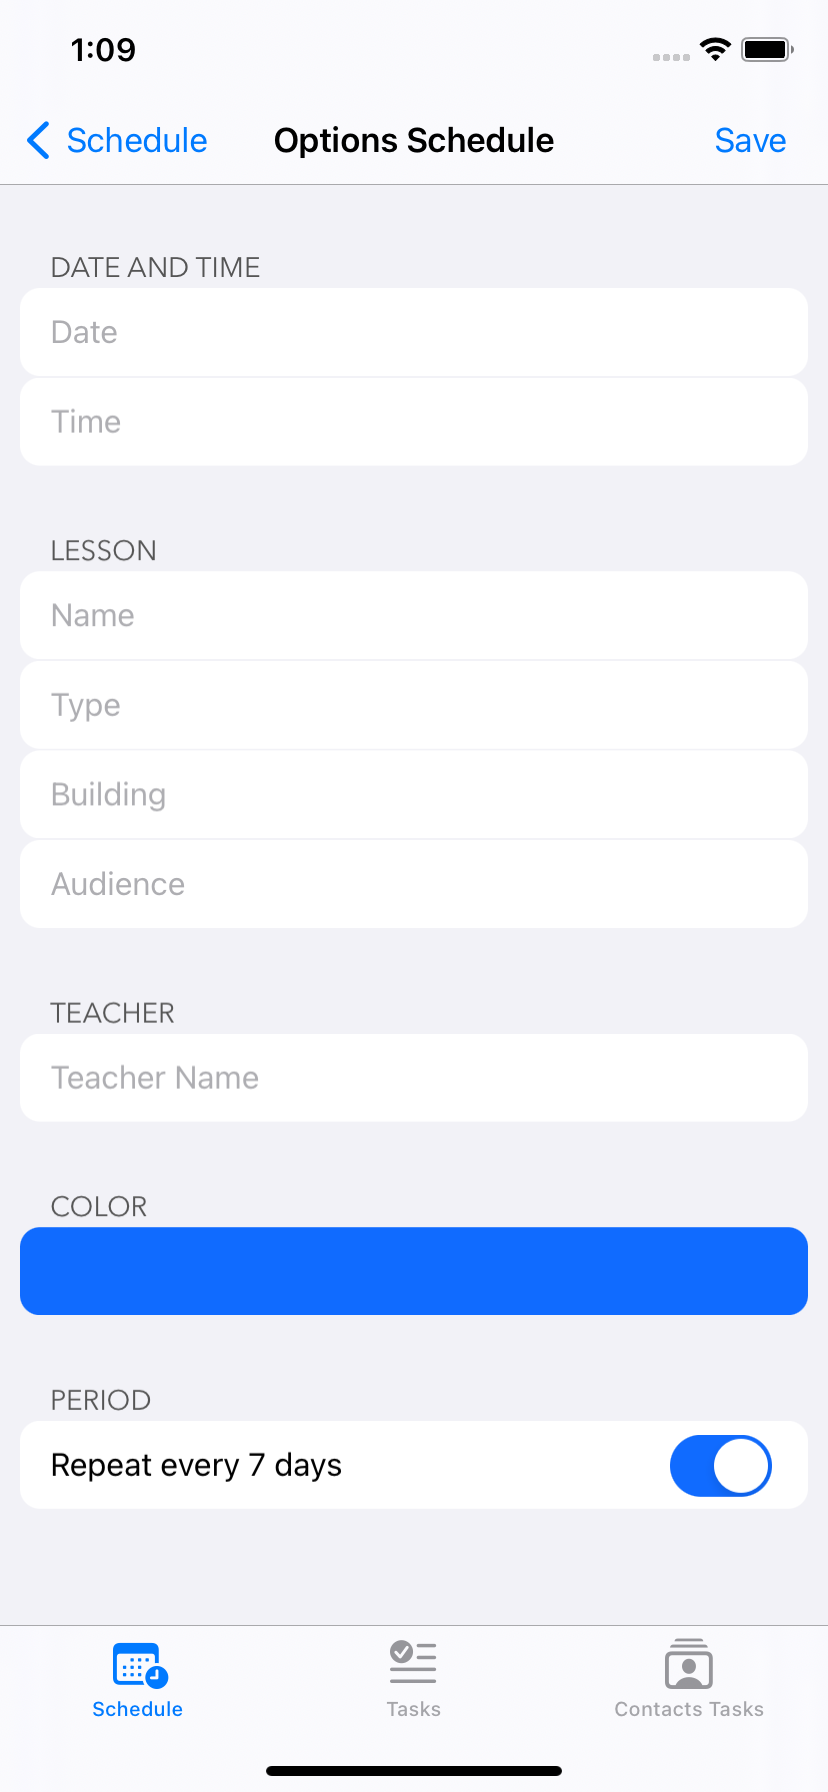 1:09
Schedule
Options Schedule
Save
DATE AND TIME
Date
Time
LESSON
Name
Type
Building
Audience
TEACHER
Teacher Name
COLOR
PERIOD
Repeat every 7 days
Schedule
Tasks
Contacts Tasks